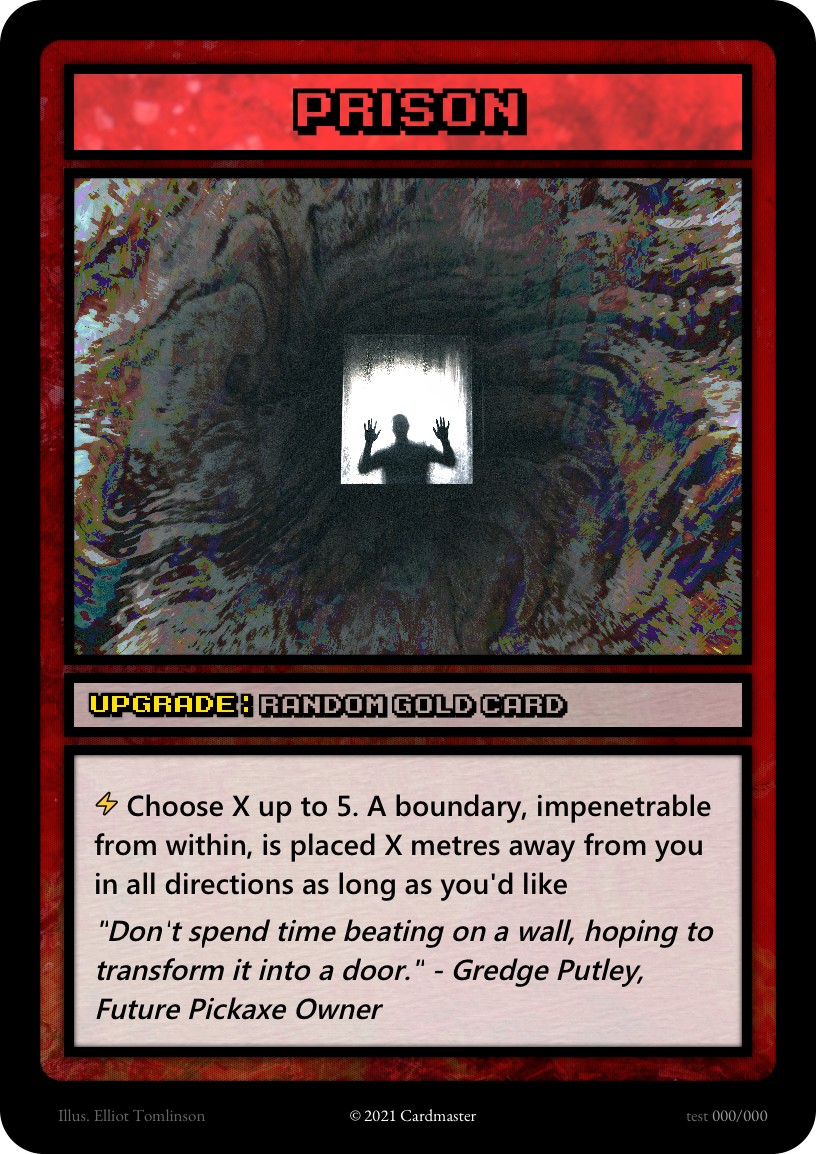 PRISON
UPGRADE: RANDOM GOLD CARD
⚡ Choose X up to 5. A boundary, impenetrable
from within, is placed X metres away from you
in all directions as long as you'd like
"Don't spend time beating on a wall, hoping to
transform it into a door." - Gredge Putley,
Future Pickaxe Owner
Illus. Elliot Tomlinson
© 2021 Cardmaster
test 000/000